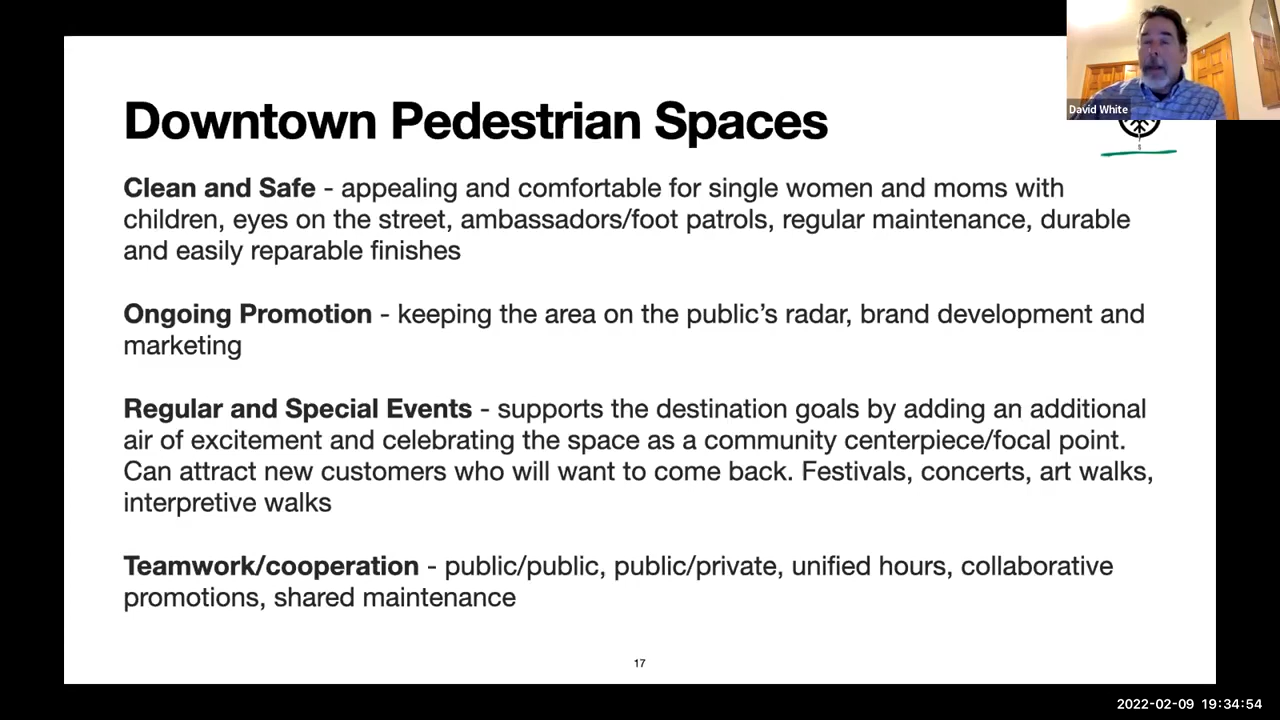 David White
Downtown Pedestrian Spaces
S
Clean and Safe - appealing and comfortable for single women and moms with
children, eyes on the street, ambassadors/foot patrols, regular maintenance, durable
and easily reparable finishes
Ongoing Promotion - keeping the area on the public’s radar, brand development and
marketing
Regular and Special Events - supports the destination goals by adding an additional
air of excitement and celebrating the space as a community centerpiece/focal point.
Can attract new customers who will want to come back. Festivals, concerts, art walks,
interpretive walks
Teamwork/cooperation - public/public, public/private, unified hours, collaborative
promotions, shared maintenance
17
2022-02-09 19:34:54